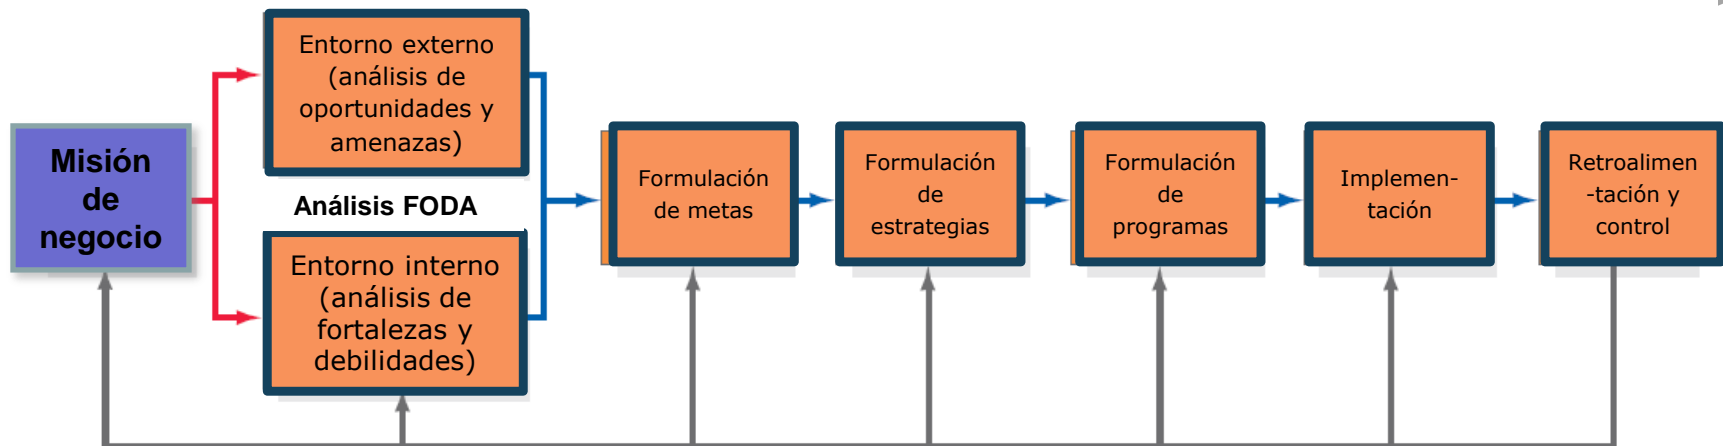 Misión
de
negocio
Entorno externo
(análisis de
oportunidades y
amenazas)
Análisis FODA
Entorno interno
(análisis de
fortalezas y
debilidades)
Formulación
de metas
Formulación
de
estrategias
Formulación
de
programas
Implemen-
tación
Retroalimen
-tación y
control